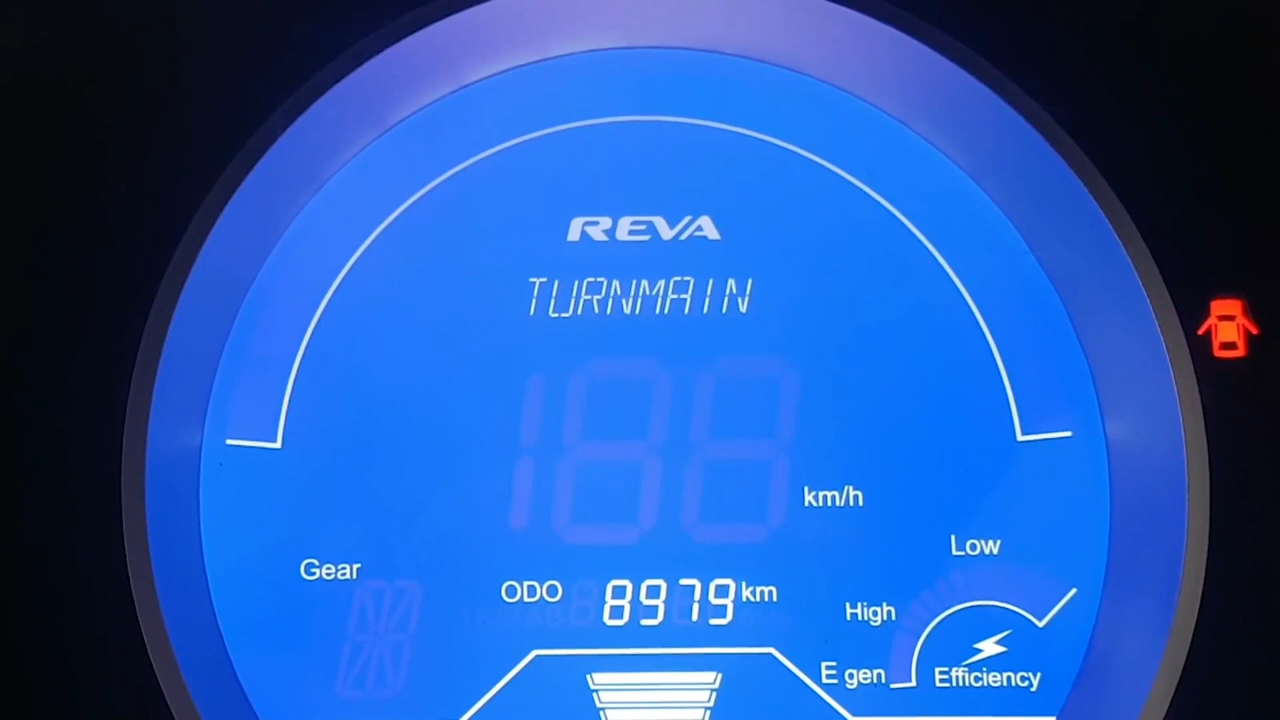 REVA
TURNMAIN
km/h
Low
Gear
ODO 8979 km
High
E gen
Efficiency